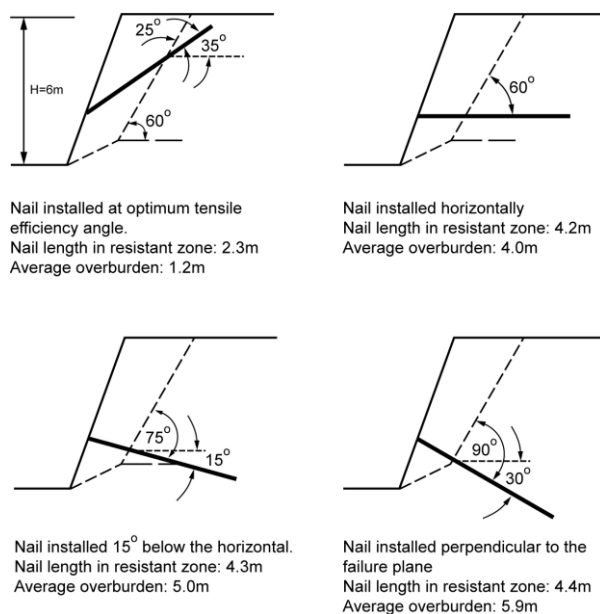 25°
35°
H=6m
60°
Nail installed at optimum tensile
efficiency angle.
Nail length in resistant zone: 2.3m
Average overburden: 1.2m
60°
Nail installed horizontally
Nail length in resistant zone: 4.2m
Average overburden: 4.0m
75°
15°
Nail installed 15° below the horizontal.
Nail length in resistant zone: 4.3m
Average overburden: 5.0m
90°
30°
Nail installed perpendicular to the
failure plane
Nail length in resistant zone: 4.4m
Average overburden: 5.9m